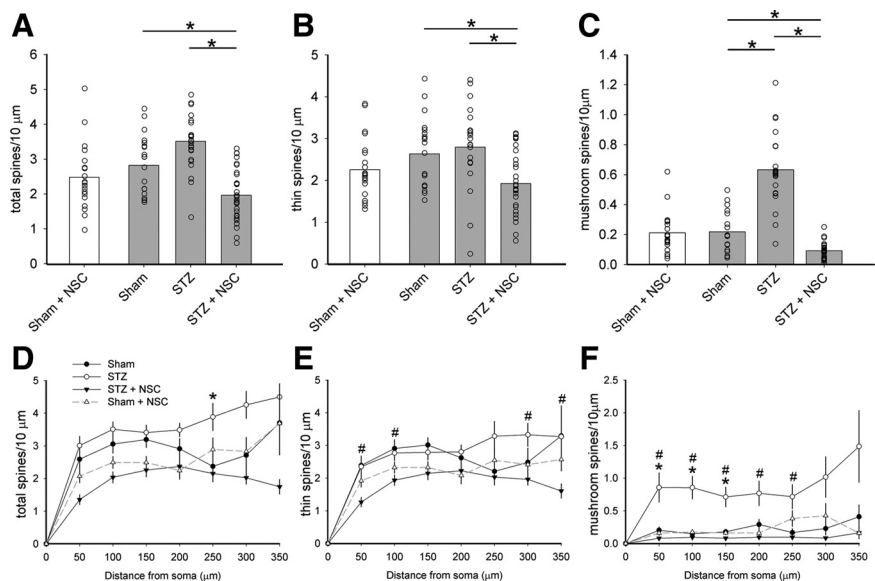 A
*
*
total spines/10 μm
6
5
4
3
2
1
0
Sham + NSC
Sham
STZ
STZ + NSC
B
*
*
thin spines/10 μm
5
4
3
2
1
0
Sham + NSC
Sham
STZ
STZ + NSC
C
*
*
*
mushroom spines/10μm
1.4
1.2
1.0
0.8
0.6
0.4
0.2
0.0
Sham + NSC
Sham
STZ
STZ + NSC
D
Sham
STZ
STZ + NSC
Sham + NSC
*
total spines/10 μm
5
4
3
2
1
0
0 50 100 150 200 250 300 350
Distance from soma (μm)
E
# # # #
thin spines/10 μm
5
4
3
2
1
0
0 50 100 150 200 250 300 350
Distance from soma (μm)
F
# # # # #
* * *
mushroom spines/10μm
2.5
2.0
1.5
1.0
0.5
0.0
0 50 100 150 200 250 300 350
Distance from soma (μm)